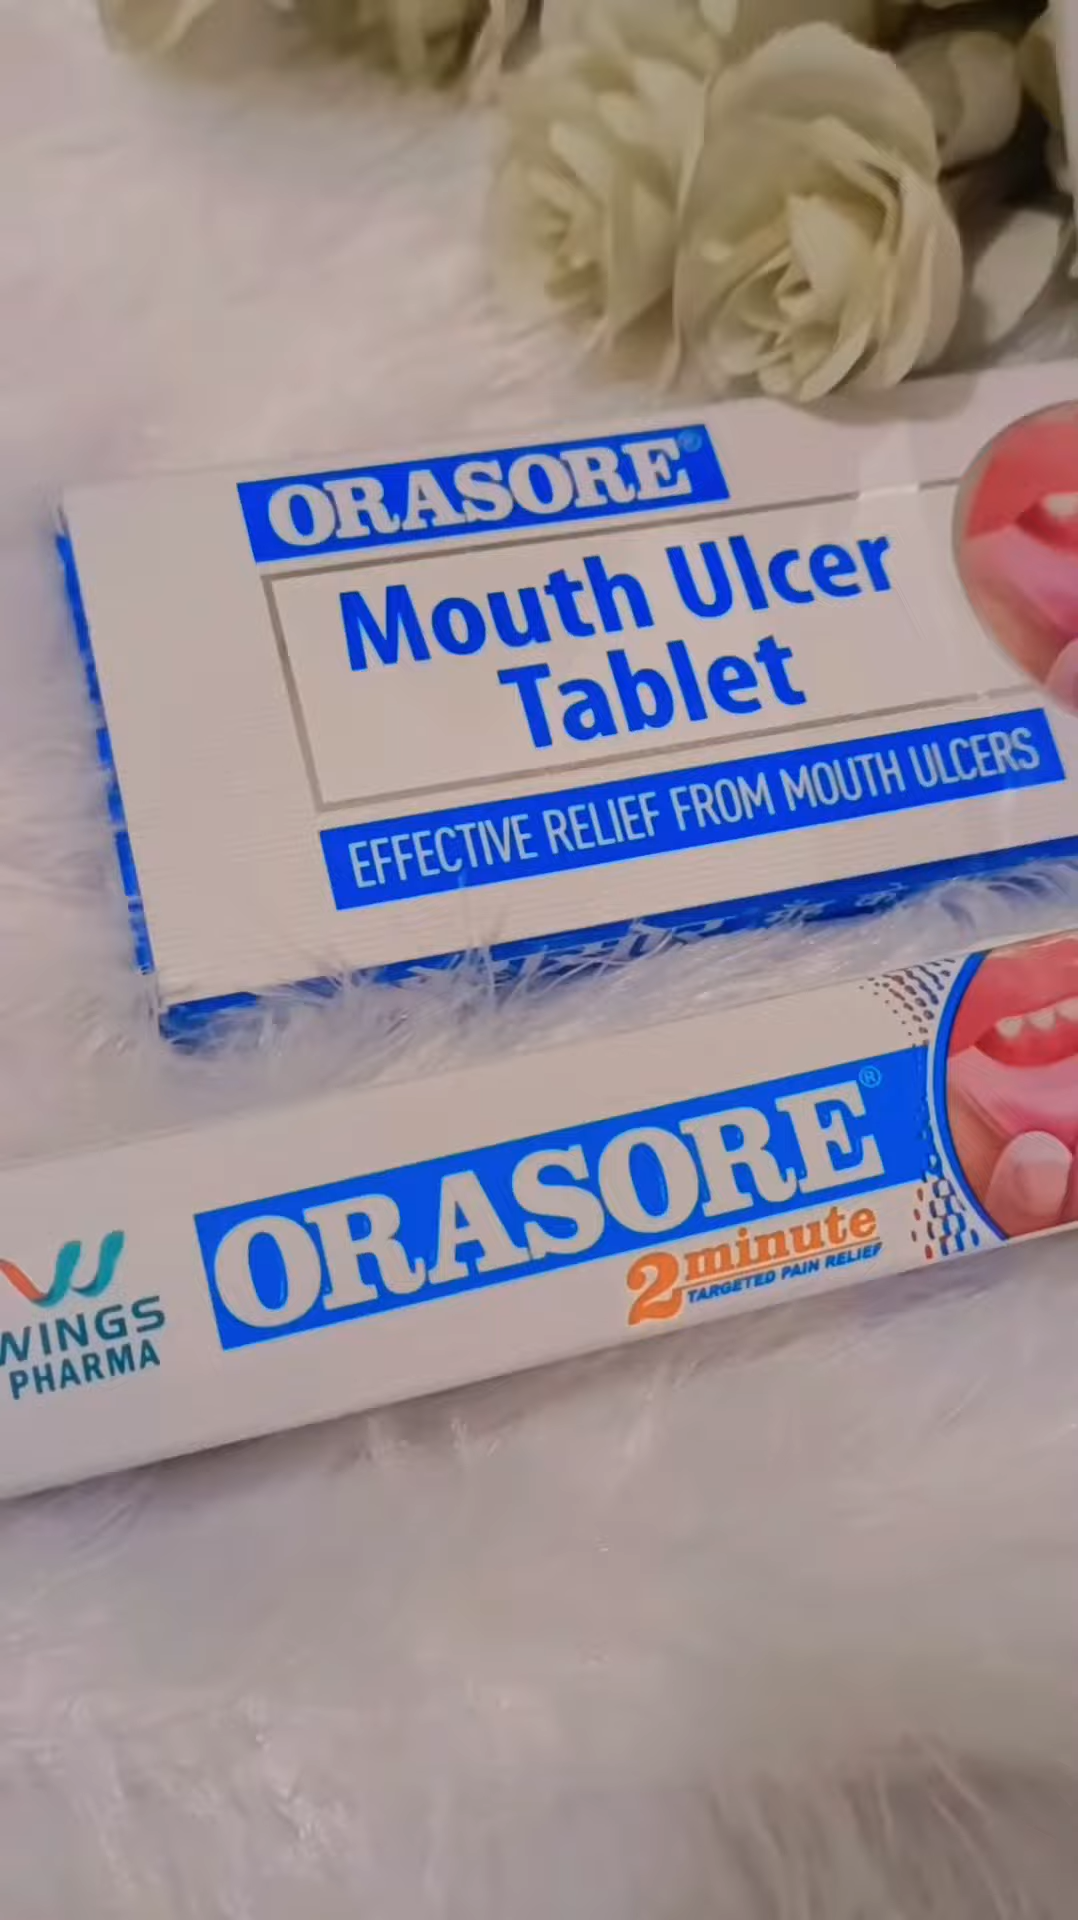 ORASORE®
Mouth Ulcer
Tablet
EFFECTIVE RELIEF FROM MOUTH ULCERS
ORASORE®
2 minute
TARGETED PAIN RELIEF
WINGS
PHARMA